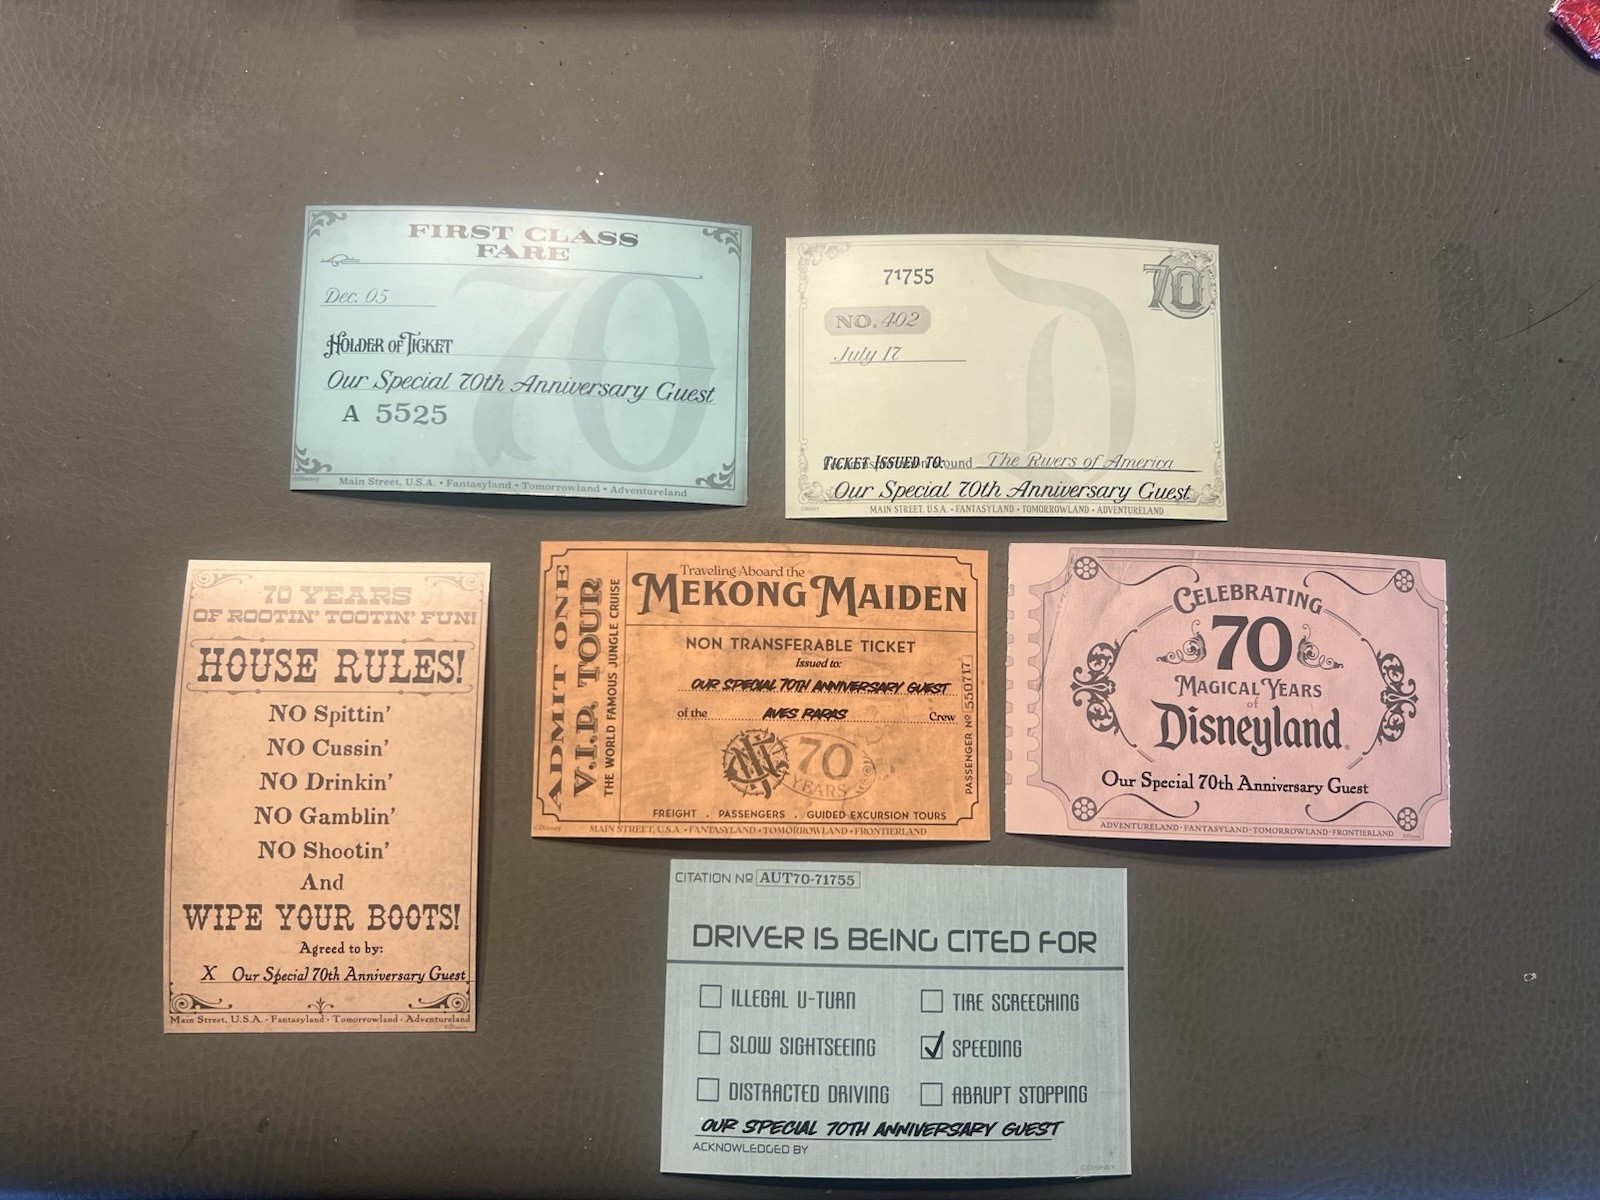 FIRST CLASS
FARE
Dec. 05
HOLDER OF TICKET
Our Special 70th Anniversary Guest
A 5525
70
©Disney
Main Street, U.S.A. • Fantasyland • Tomorrowland • Adventureland
71755
70
NO. 402
July 17
D
TICKET ISSUED TO:
round The Rivers of America
Our Special 70th Anniversary Guest
©DISNEY
MAIN STREET, U.S.A. • FANTASYLAND • TOMORROWLAND • ADVENTURELAND
70 YEARS
OF ROOTIN' TOOTIN' FUN!
HOUSE RULES!
NO Spittin'
NO Cussin'
NO Drinkin'
NO Gamblin'
NO Shootin'
And
WIPE YOUR BOOTS!
Agreed to by:
X Our Special 70th Anniversary Guest
Main Street, U.S.A. • Fantasyland • Tomorrowland • Adventureland
©Disney
ADMIT ONE
V.I.P. TOUR
THE WORLD FAMOUS JUNGLE CRUISE
Traveling Aboard the
MEKONG MAIDEN
NON TRANSFERABLE TICKET
Issued to:
OUR SPECIAL 70TH ANNIVERSARY GUEST
of the AVES RARAS Crew
70
YEARS
PASSENGER Nº 550717
FREIGHT . PASSENGERS . GUIDED EXCURSION TOURS
©Disney
MAIN STREET, U.S.A. • FANTASYLAND • TOMORROWLAND • FRONTIERLAND
CELEBRATING
70
MAGICAL YEARS
of
Disneyland®
Our Special 70th Anniversary Guest
ADVENTURELAND • FANTASYLAND • TOMORROWLAND • FRONTIERLAND
©Disney
CITATION Nº AUT70-71755
DRIVER IS BEING CITED FOR
ILLEGAL U-TURN
TIRE SCREECHING
SLOW SIGHTSEEING
SPEEDING
DISTRACTED DRIVING
ABRUPT STOPPING
OUR SPECIAL 70TH ANNIVERSARY GUEST
ACKNOWLEDGED BY
©DISNEY